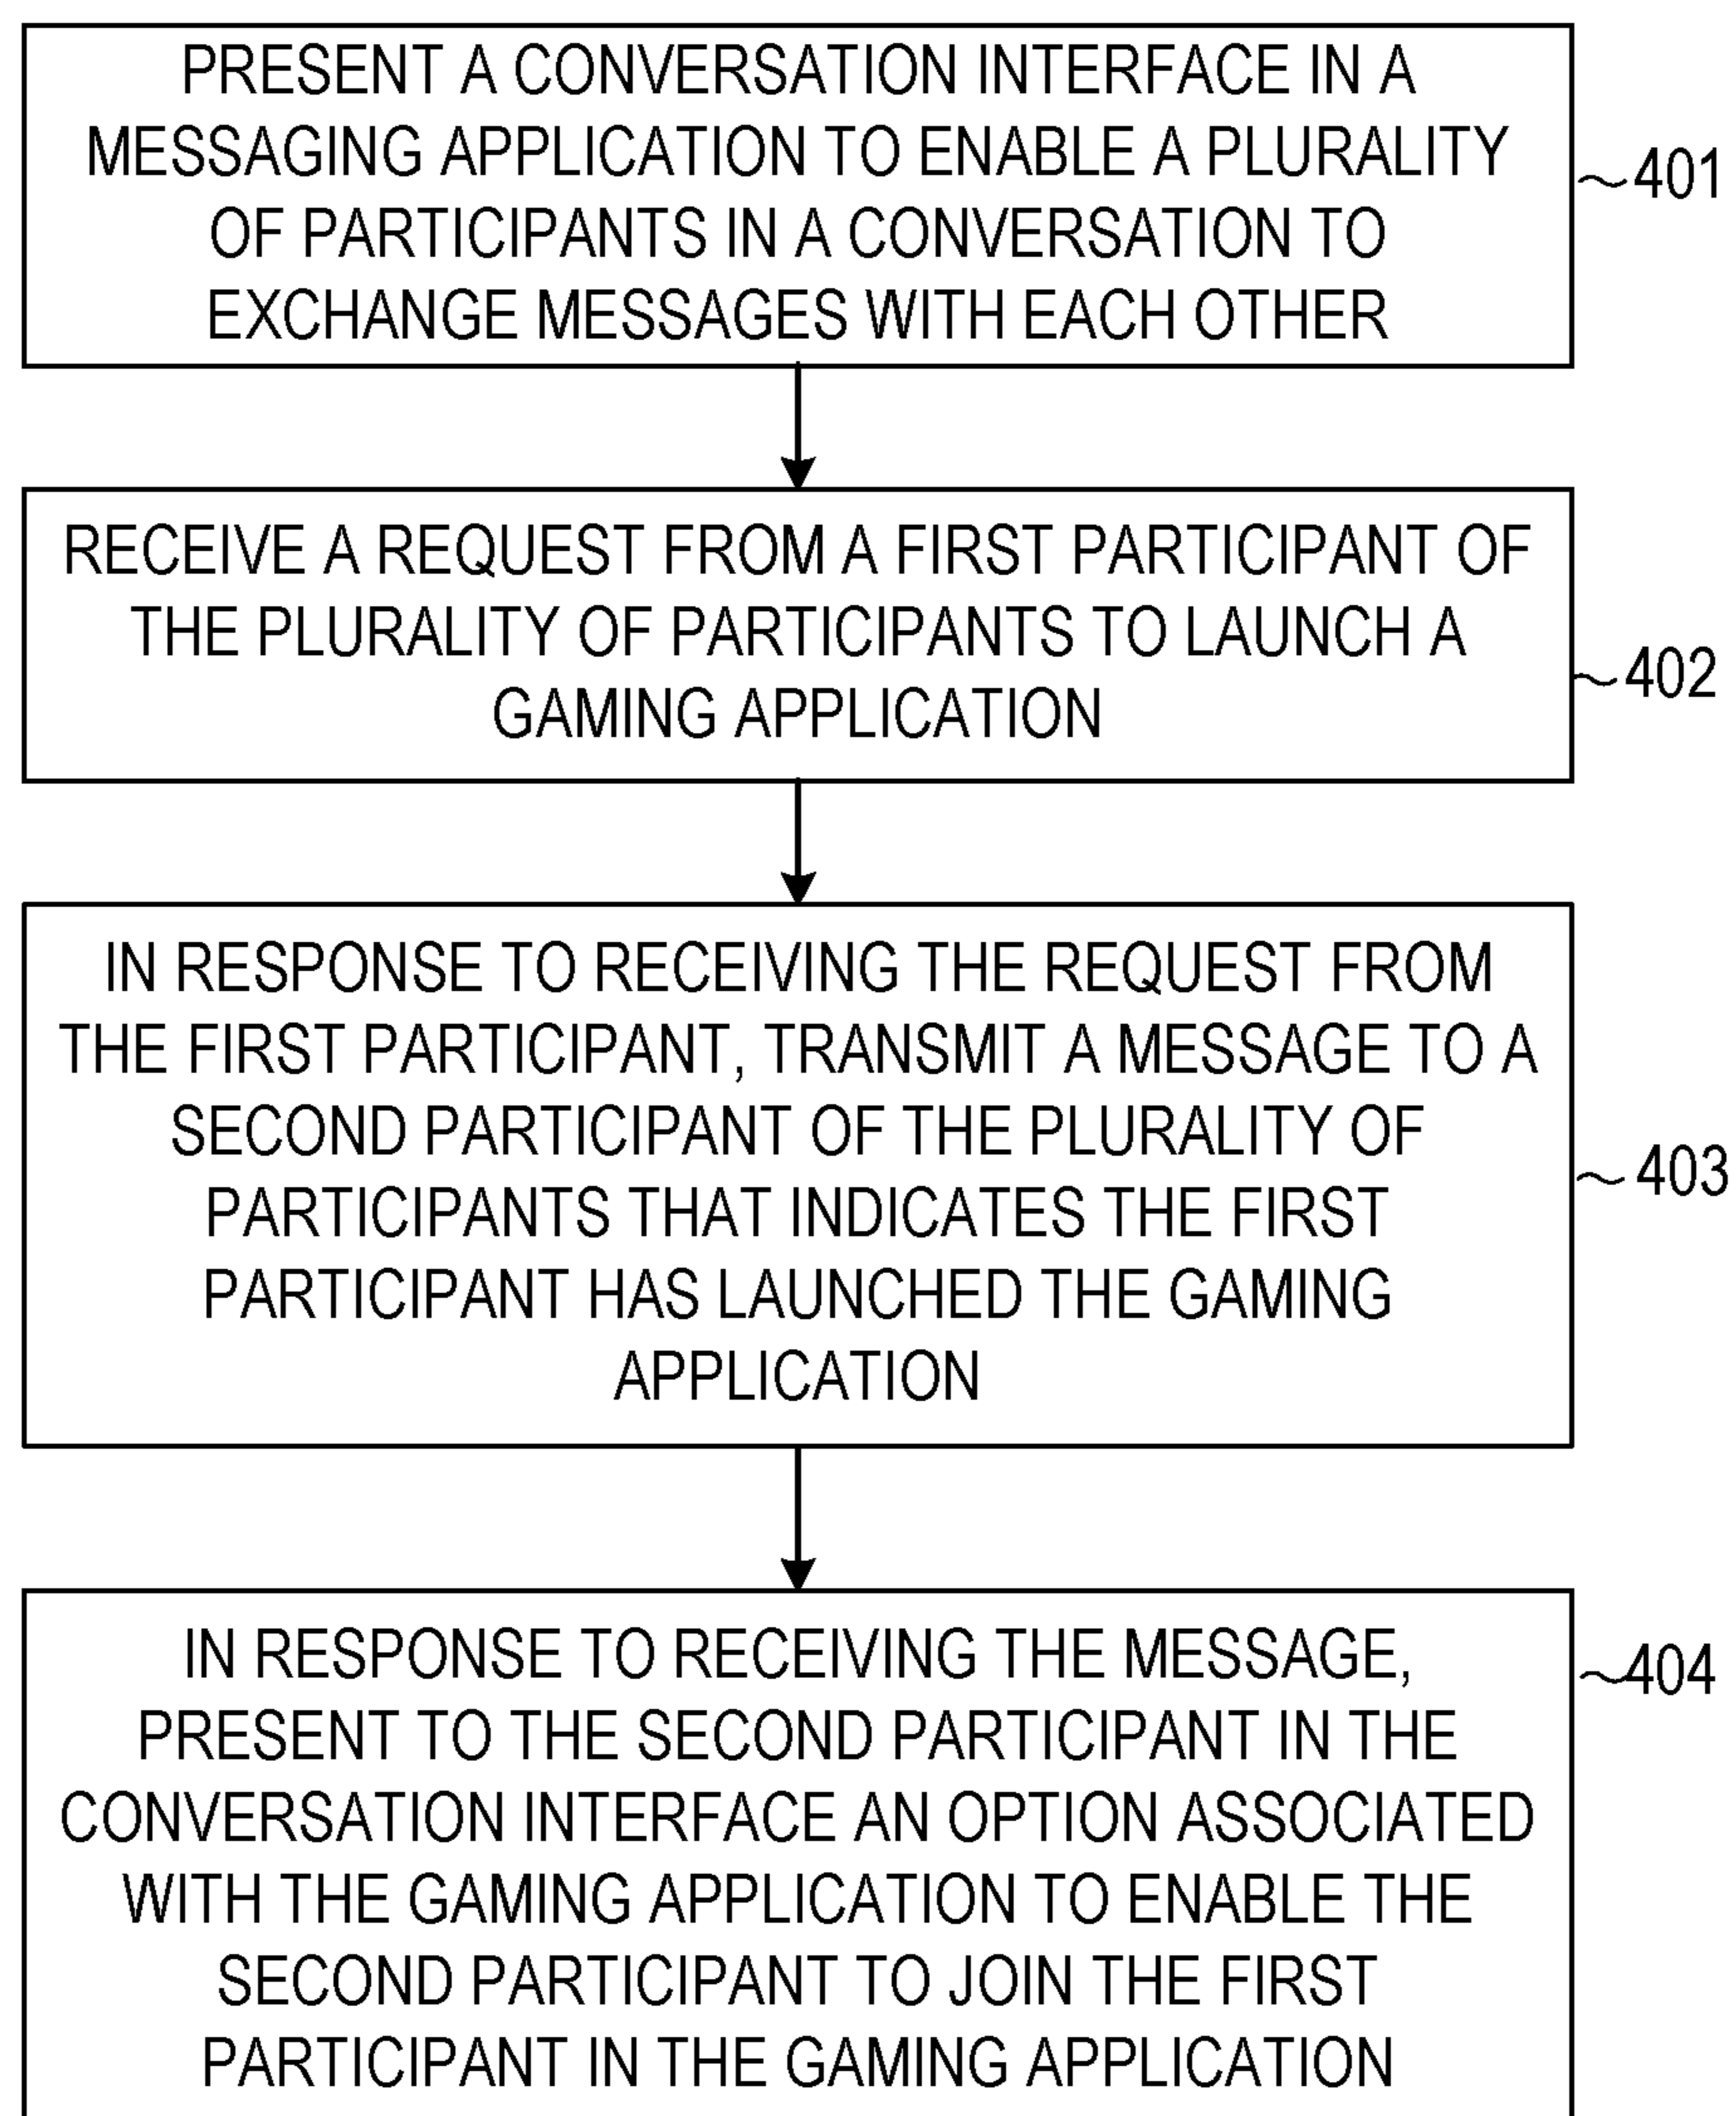 PRESENT A CONVERSATION INTERFACE IN A
MESSAGING APPLICATION TO ENABLE A PLURALITY
OF PARTICIPANTS IN A CONVERSATION TO
EXCHANGE MESSAGES WITH EACH OTHER
401
RECEIVE A REQUEST FROM A FIRST PARTICIPANT OF
THE PLURALITY OF PARTICIPANTS TO LAUNCH A
GAMING APPLICATION
402
IN RESPONSE TO RECEIVING THE REQUEST FROM
THE FIRST PARTICIPANT, TRANSMIT A MESSAGE TO A
SECOND PARTICIPANT OF THE PLURALITY OF
PARTICIPANTS THAT INDICATES THE FIRST
PARTICIPANT HAS LAUNCHED THE GAMING
APPLICATION
403
IN RESPONSE TO RECEIVING THE MESSAGE,
PRESENT TO THE SECOND PARTICIPANT IN THE
CONVERSATION INTERFACE AN OPTION ASSOCIATED
WITH THE GAMING APPLICATION TO ENABLE THE
SECOND PARTICIPANT TO JOIN THE FIRST
PARTICIPANT IN THE GAMING APPLICATION
404